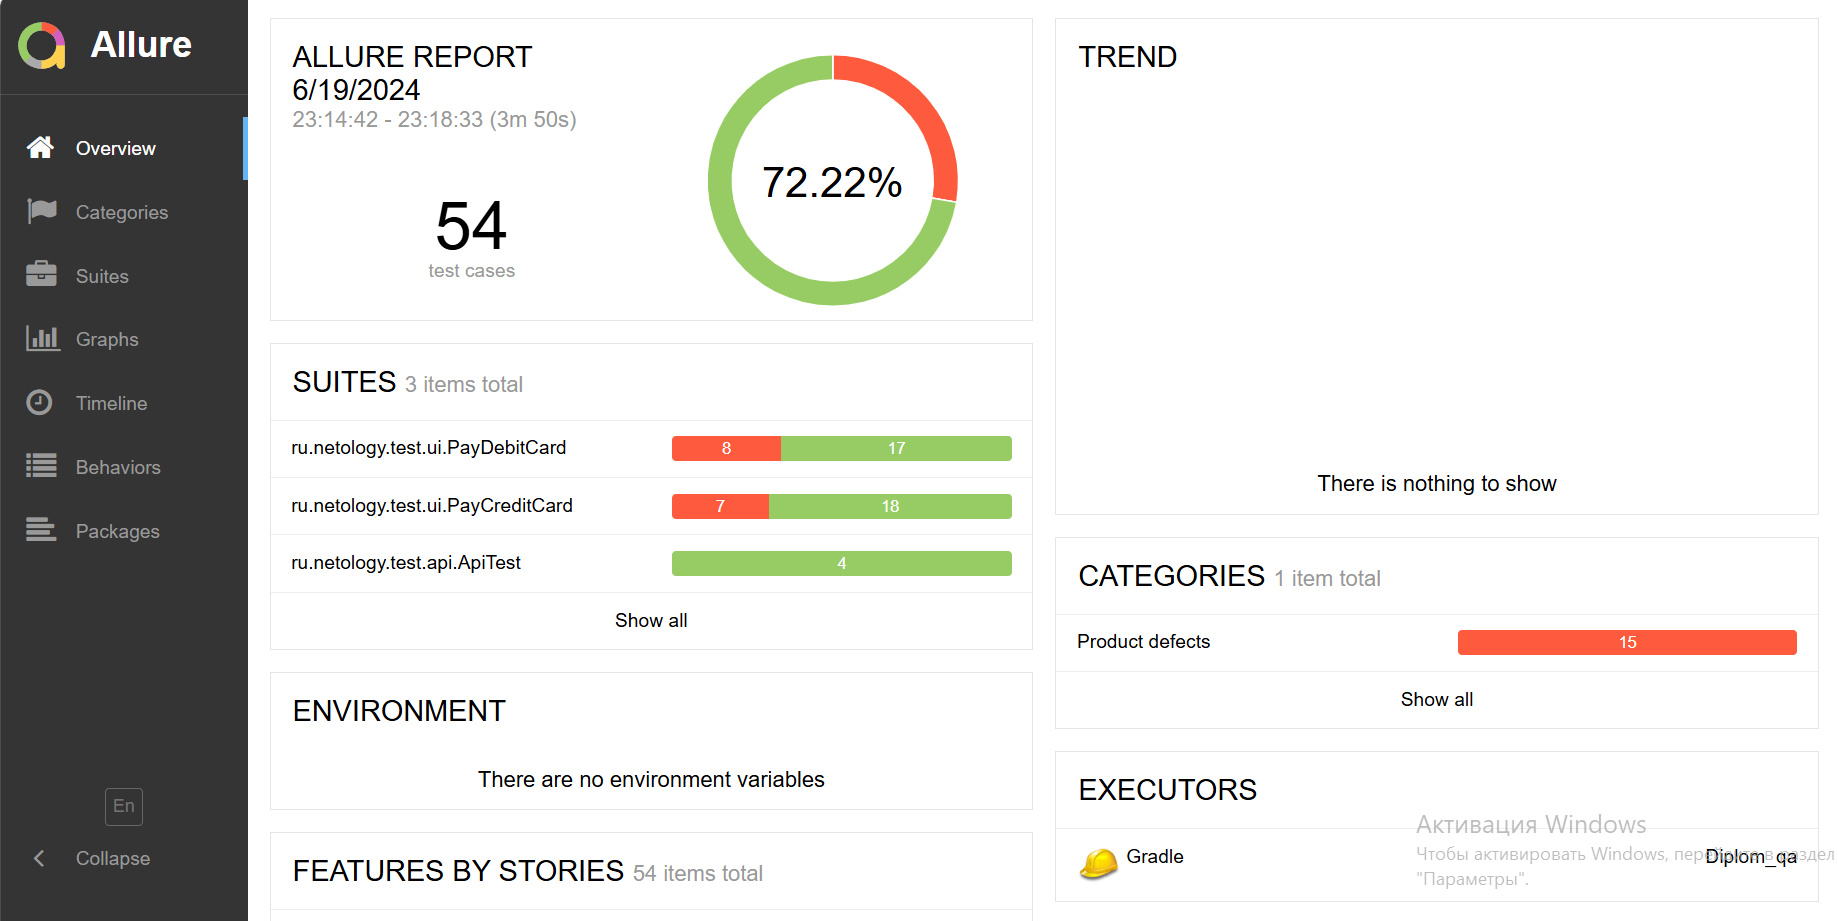 Allure
Overview
Categories
Suites
Graphs
Timeline
Behaviors
Packages
En
Collapse
ALLURE REPORT
6/19/2024
23:14:42 - 23:18:33 (3m 50s)
54
test cases
72.22%
SUITES 3 items total
ru.netology.test.ui.PayDebitCard 8 17
ru.netology.test.ui.PayCreditCard 7 18
ru.netology.test.api.ApiTest 4
Show all
ENVIRONMENT
There are no environment variables
FEATURES BY STORIES 54 items total
TREND
There is nothing to show
CATEGORIES 1 item total
Product defects 15
Show all
EXECUTORS
Gradle Diplom_qa
Активация Windows
Чтобы активировать Windows, перейдите в раздел
"Параметры".